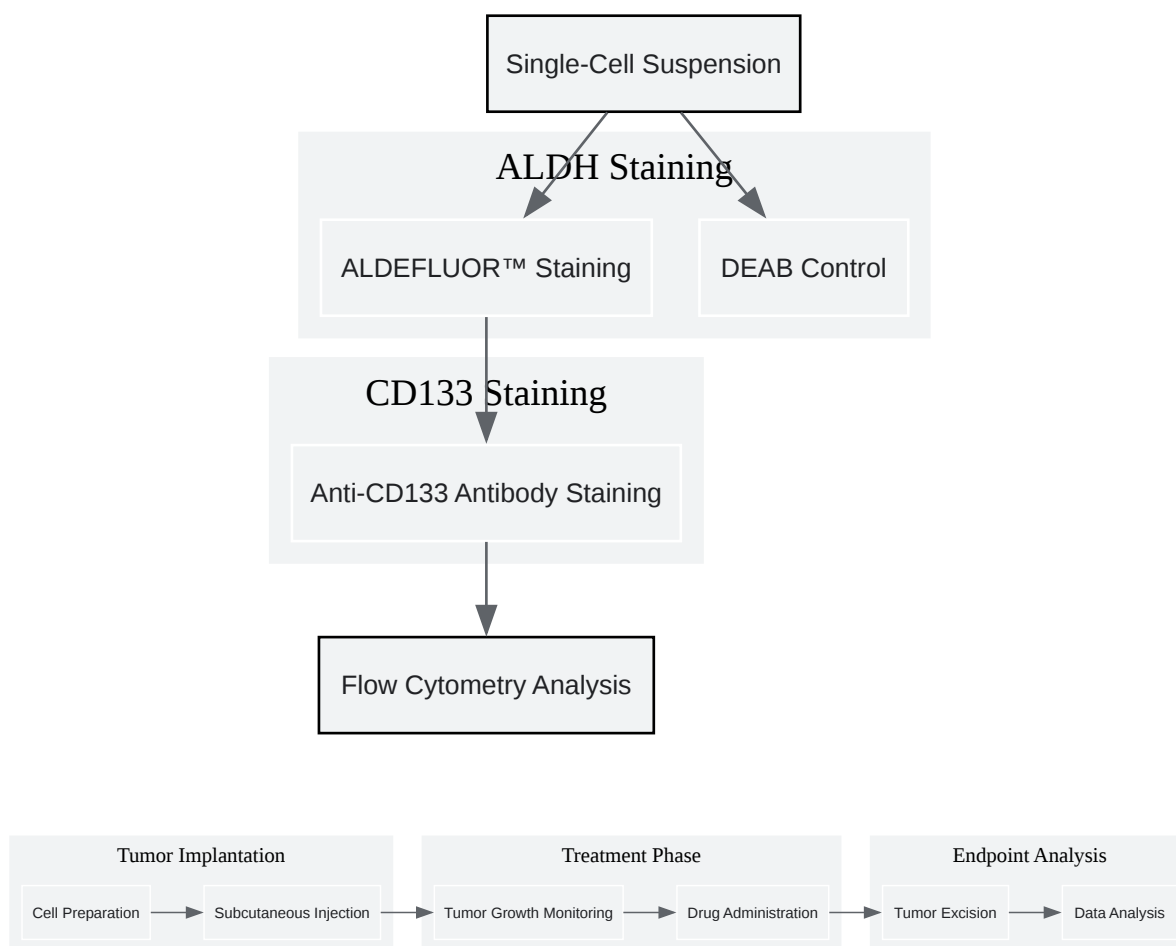 Single-Cell Suspension
ALDH Staining
ALDEFLUOR™ Staining
DEAB Control
CD133 Staining
Anti-CD133 Antibody Staining
Flow Cytometry Analysis
Tumor Implantation
Treatment Phase
Endpoint Analysis
Cell Preparation
Subcutaneous Injection
Tumor Growth Monitoring
Drug Administration
Tumor Excision
Data Analysis